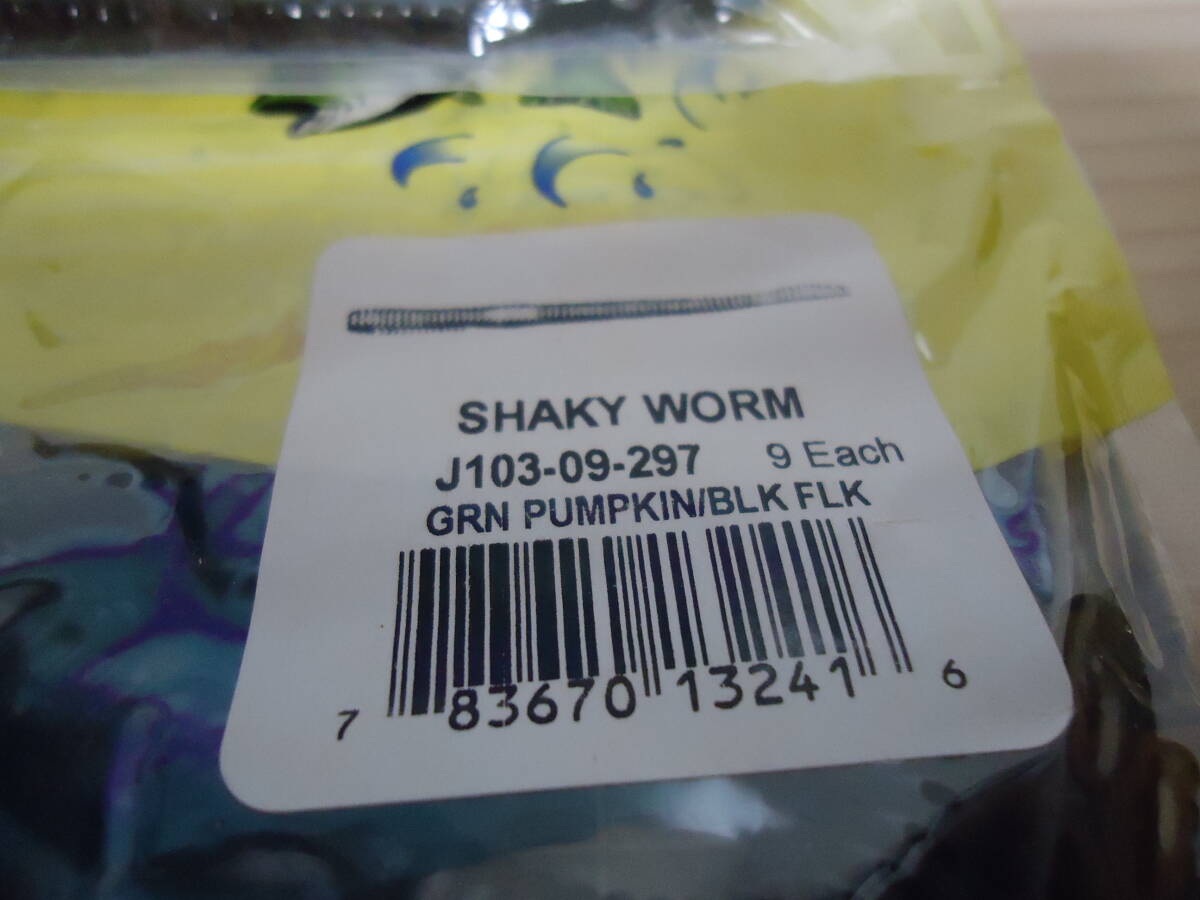 SHAKY WORM
J103-09-297 9 Each
GRN PUMPKIN/BLK FLK
7 83670 13241 6